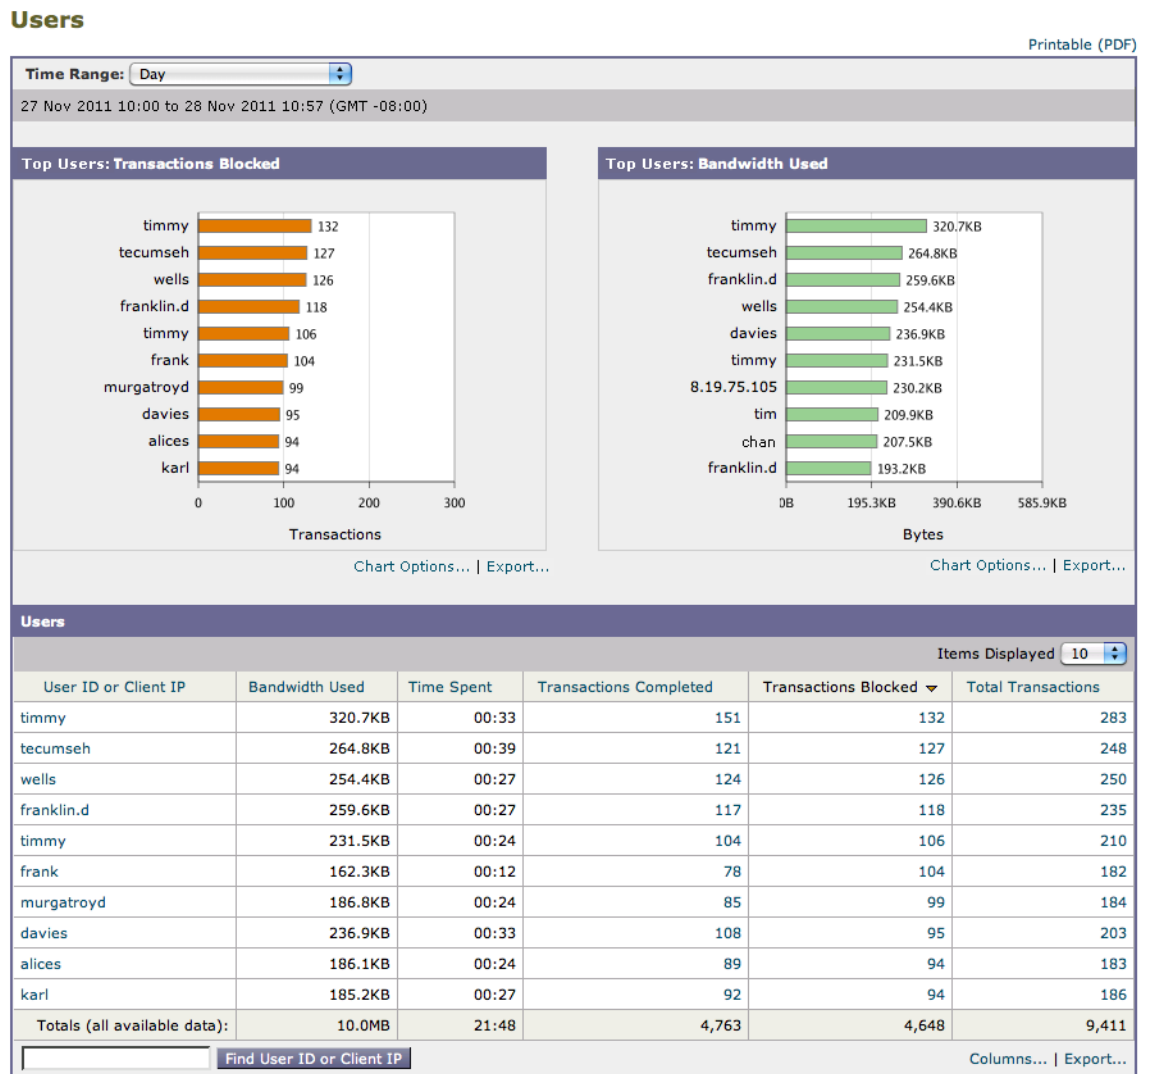 Users
Printable (PDF)
Time Range: Day
27 Nov 2011 10:00 to 28 Nov 2011 10:57 (GMT -08:00)
Top Users: Transactions Blocked
timmy 132
tecumseh 127
wells 126
franklin.d 118
timmy 106
frank 104
murgatroyd 99
davies 95
alices 94
karl 94
0 100 200 300
Transactions
Chart Options... | Export...
Top Users: Bandwidth Used
timmy 320.7KB
tecumseh 264.8KB
franklin.d 259.6KB
wells 254.4KB
davies 236.9KB
timmy 231.5KB
8.19.75.105 230.2KB
tim 209.9KB
chan 207.5KB
franklin.d 193.2KB
0B 195.3KB 390.6KB 585.9KB
Bytes
Chart Options... | Export...
Users
Items Displayed 10
User ID or Client IP Bandwidth Used Time Spent Transactions Completed Transactions Blocked Total Transactions
timmy 320.7KB 00:33 151 132 283
tecumseh 264.8KB 00:39 121 127 248
wells 254.4KB 00:27 124 126 250
franklin.d 259.6KB 00:27 117 118 235
timmy 231.5KB 00:24 104 106 210
frank 162.3KB 00:12 78 104 182
murgatroyd 186.8KB 00:24 85 99 184
davies 236.9KB 00:33 108 95 203
alices 186.1KB 00:24 89 94 183
karl 185.2KB 00:27 92 94 186
Totals (all available data): 10.0MB 21:48 4,763 4,648 9,411
Find User ID or Client IP
Columns... | Export...